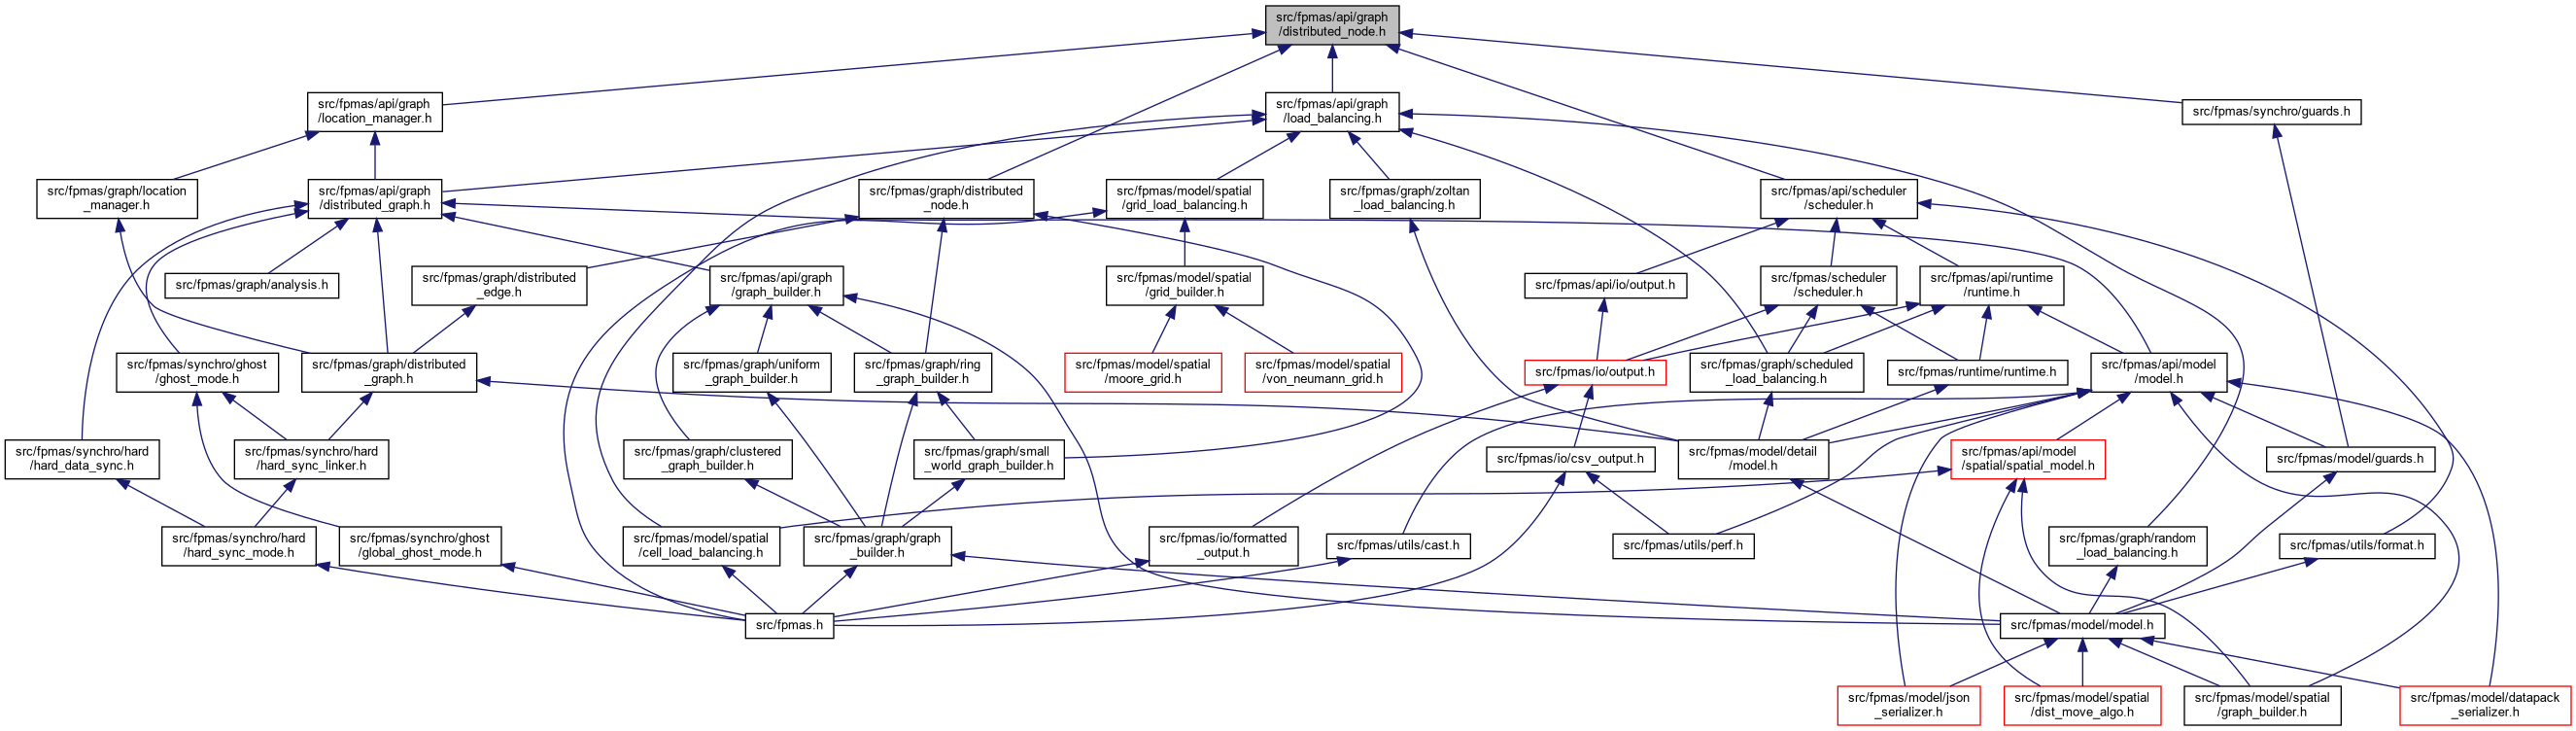 src/fpmas/api/graph
/distributed_node.h
src/fpmas/api/graph
/location_manager.h
src/fpmas/api/graph
/load_balancing.h
src/fpmas/synchro/guards.h
src/fpmas/graph/location
_manager.h
src/fpmas/api/graph
/distributed_graph.h
src/fpmas/graph/distributed
_node.h
src/fpmas/model/spatial
/grid_load_balancing.h
src/fpmas/graph/zoltan
_load_balancing.h
src/fpmas/api/scheduler
/scheduler.h
src/fpmas/graph/analysis.h
src/fpmas/graph/distributed
_edge.h
src/fpmas/api/graph
/graph_builder.h
src/fpmas/model/spatial
/grid_builder.h
src/fpmas/api/io/output.h
src/fpmas/scheduler
/scheduler.h
src/fpmas/api/runtime
/runtime.h
src/fpmas/synchro/ghost
/ghost_mode.h
src/fpmas/graph/distributed
_graph.h
src/fpmas/graph/uniform
_graph_builder.h
src/fpmas/graph/ring
_graph_builder.h
src/fpmas/model/spatial
/moore_grid.h
src/fpmas/model/spatial
/von_neumann_grid.h
src/fpmas/io/output.h
src/fpmas/graph/scheduled
_load_balancing.h
src/fpmas/runtime/runtime.h
src/fpmas/api/model
/model.h
src/fpmas/synchro/hard
/hard_data_sync.h
src/fpmas/synchro/hard
/hard_sync_linker.h
src/fpmas/graph/clustered
_graph_builder.h
src/fpmas/graph/small
_world_graph_builder.h
src/fpmas/io/csv_output.h
src/fpmas/model/detail
/model.h
src/fpmas/api/model
/spatial/spatial_model.h
src/fpmas/model/guards.h
src/fpmas/synchro/hard
/hard_sync_mode.h
src/fpmas/synchro/ghost
/global_ghost_mode.h
src/fpmas/model/spatial
/cell_load_balancing.h
src/fpmas/graph/graph
_builder.h
src/fpmas/io/formatted
_output.h
src/fpmas/utils/cast.h
src/fpmas/utils/perf.h
src/fpmas/graph/random
_load_balancing.h
src/fpmas/utils/format.h
src/fpmas.h
src/fpmas/model/model.h
src/fpmas/model/json
_serializer.h
src/fpmas/model/spatial
/dist_move_algo.h
src/fpmas/model/spatial
/graph_builder.h
src/fpmas/model/datapack
_serializer.h